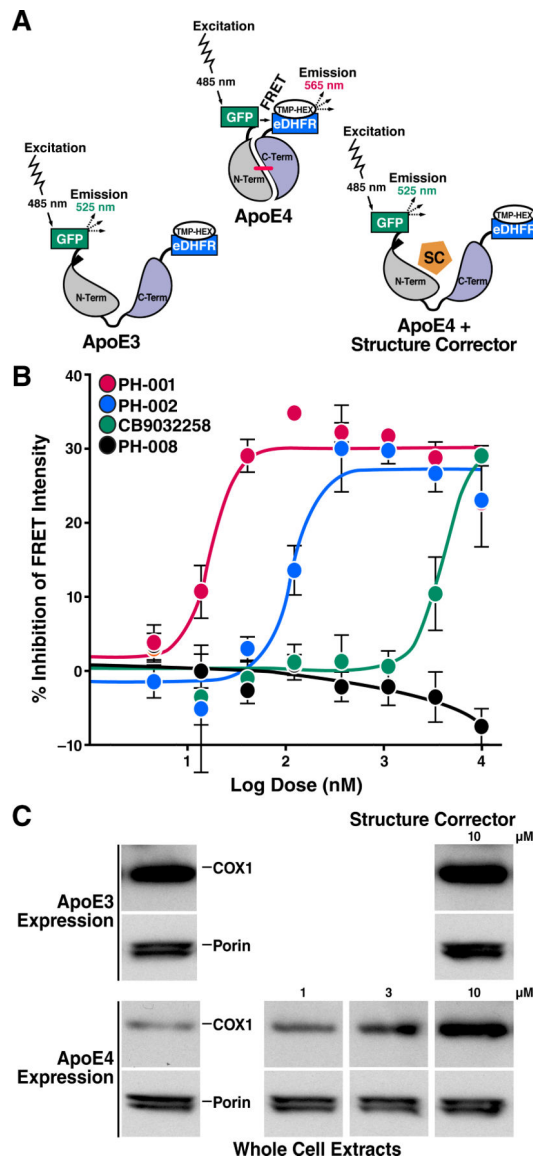 A
Excitation
485 nm
FRET
Emission
565 nm
GFP
TMP-HEX
eDHFR
C-Term
N-Term
ApoE4
Excitation
485 nm
Emission
525 nm
GFP
TMP-HEX
eDHFR
N-Term
C-Term
ApoE3
Excitation
485 nm
Emission
525 nm
GFP
TMP-HEX
eDHFR
SC
N-Term
C-Term
ApoE4 +
Structure Corrector
B
PH-001
PH-002
CB9032258
PH-008
% Inhibition of FRET Intensity
40
30
20
10
0
−10
1
2
3
4
Log Dose (nM)
C
Structure Corrector
10 µM
ApoE3
Expression
COX1
Porin
1 3 10 µM
ApoE4
Expression
COX1
Porin
Whole Cell Extracts